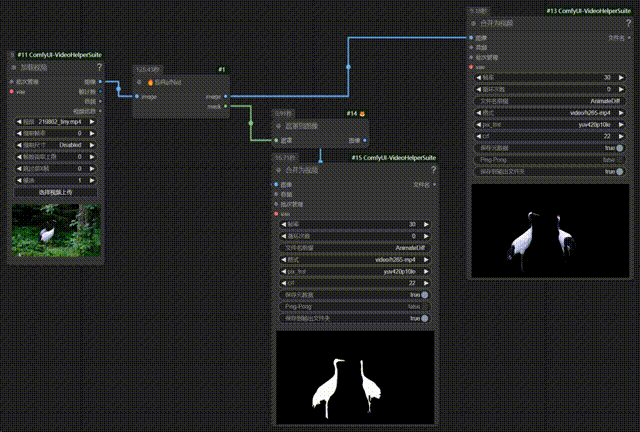 #11 ComfyUI-VideoHelperSuite
加载视频
批次管理 图像
vae 帧计数
音频
视频信息
视频 219862_tiny.mp4
强制帧率 0
强制尺寸 Disabled
帧数读取上限 0
间隔 1
选择视频上传
#1
BiRefNet
image image
mask
#14
遮罩到图像
遮罩 图像
#15 ComfyUI-VideoHelperSuite
合并为视频
图像 文件名
音频
批次管理
vae
帧率 30
循环次数 0
文件名前缀 AnimateDiff
格式 video/h265-mp4
pix_fmt yuv420p10le
crf 22
保存元数据 true
Ping-Pong false
保存到输出文件夹 true
#13 ComfyUI-VideoHelperSuite
合并为视频
图像 文件名
音频
批次管理
vae
帧率 30
循环次数 0
文件名前缀 AnimateDiff
格式 video/h265-mp4
pix_fmt yuv420p10le
crf 22
保存元数据 true
Ping-Pong false
保存到输出文件夹 true